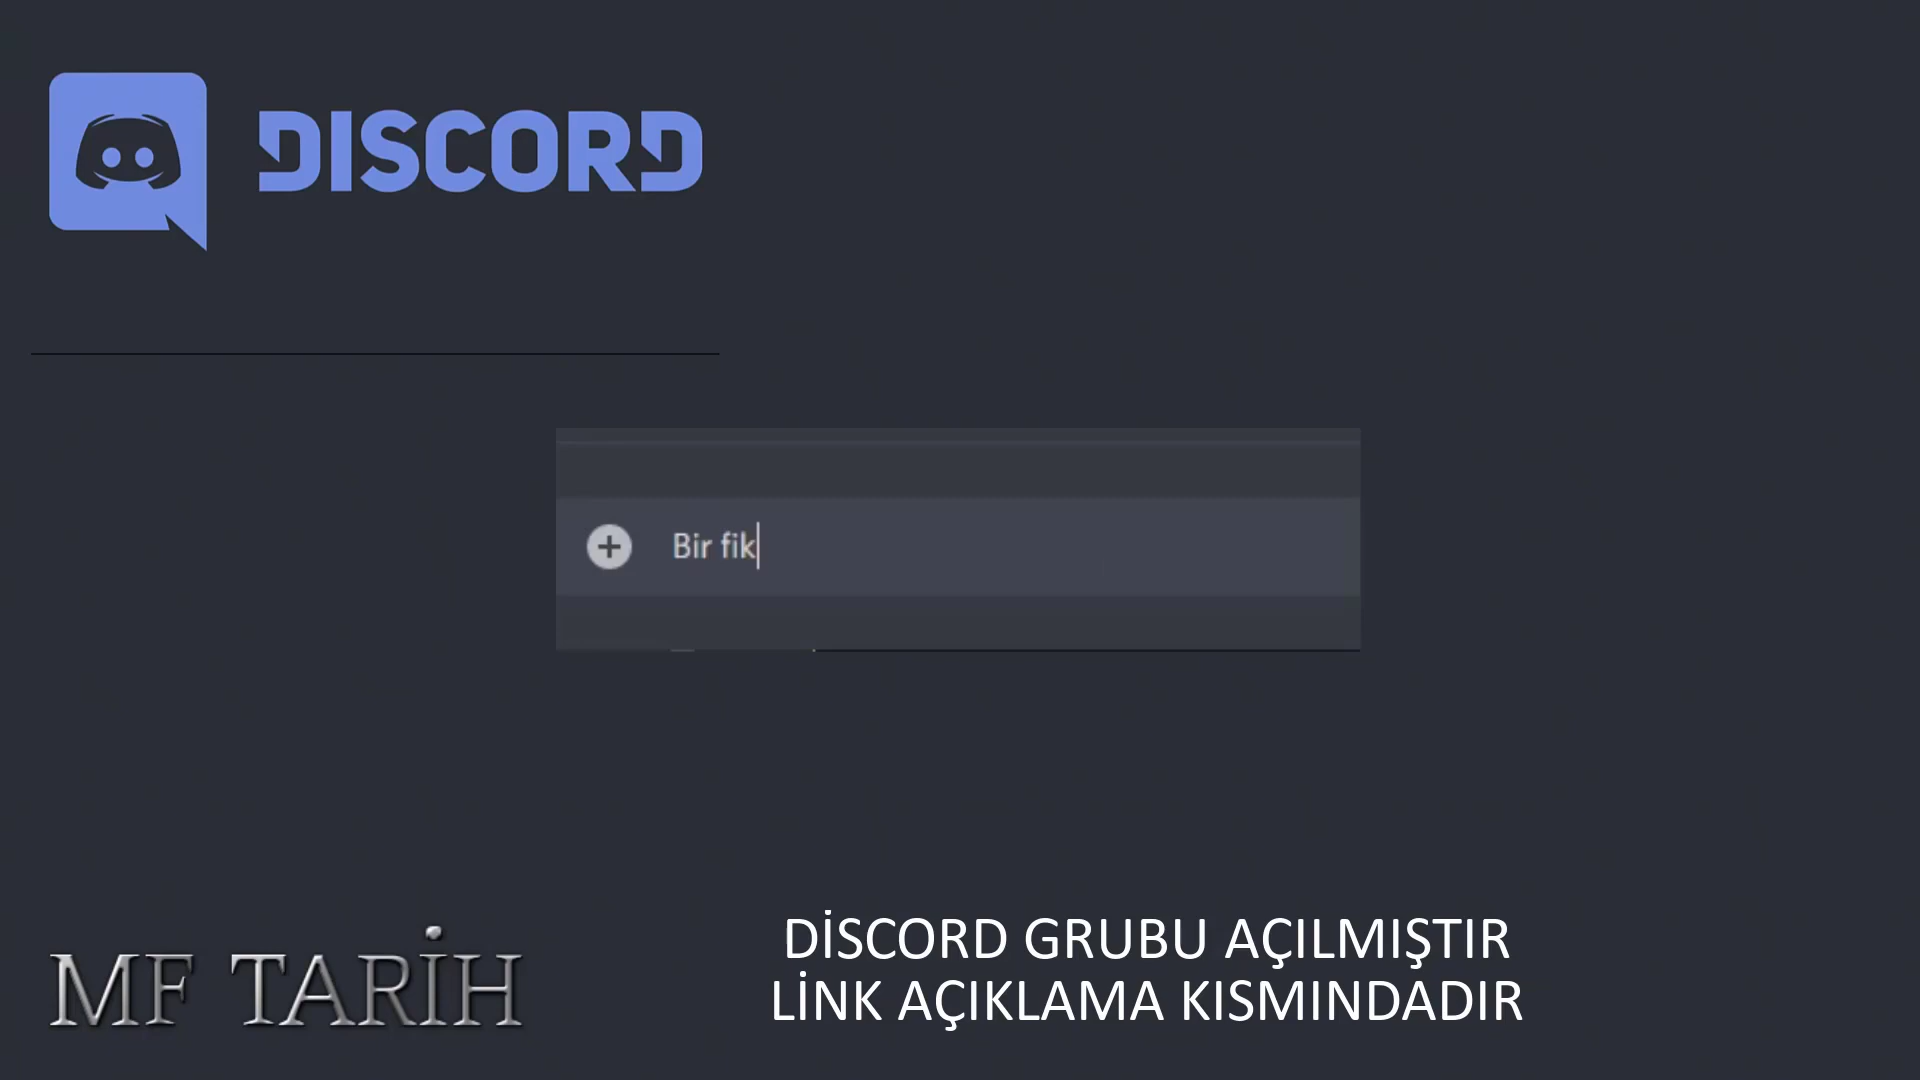 DISCORD
Bir fik
MF TARİH
DİSCORD GRUBU AÇILMIŞTIR
LİNK AÇIKLAMA KISMINDADIR